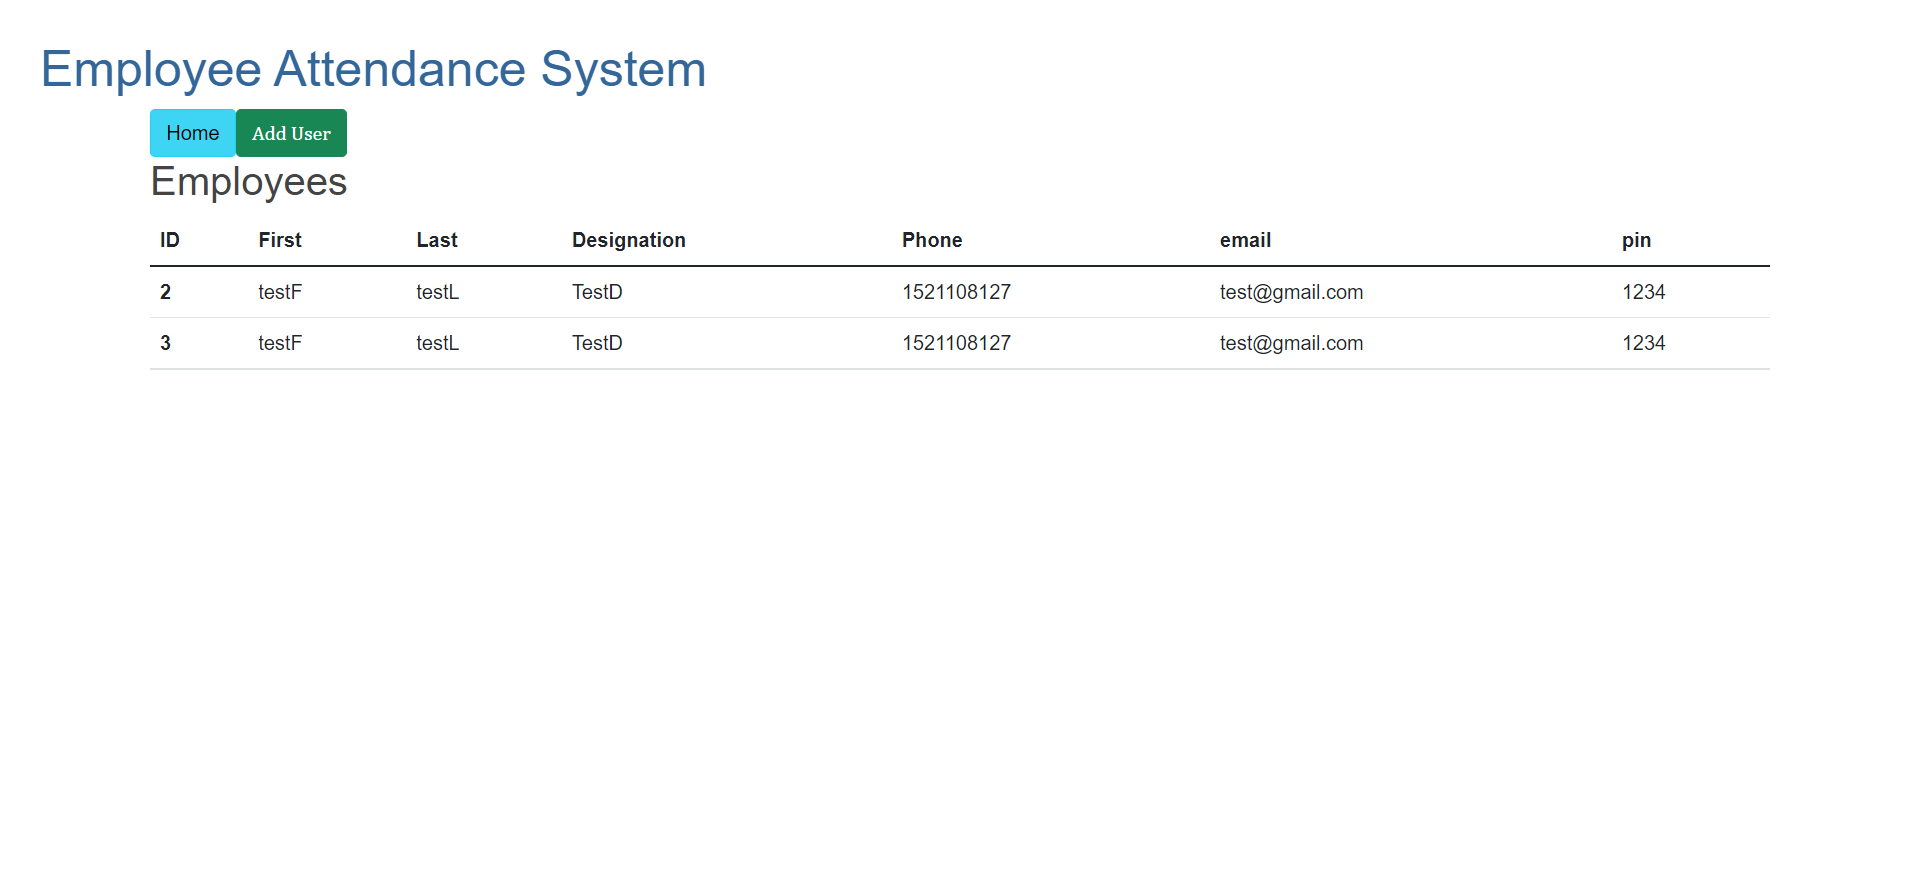 Employee Attendance System
Home Add User
Employees
ID First Last Designation Phone email pin
2 testF testL TestD 1521108127 test@gmail.com 1234
3 testF testL TestD 1521108127 test@gmail.com 1234